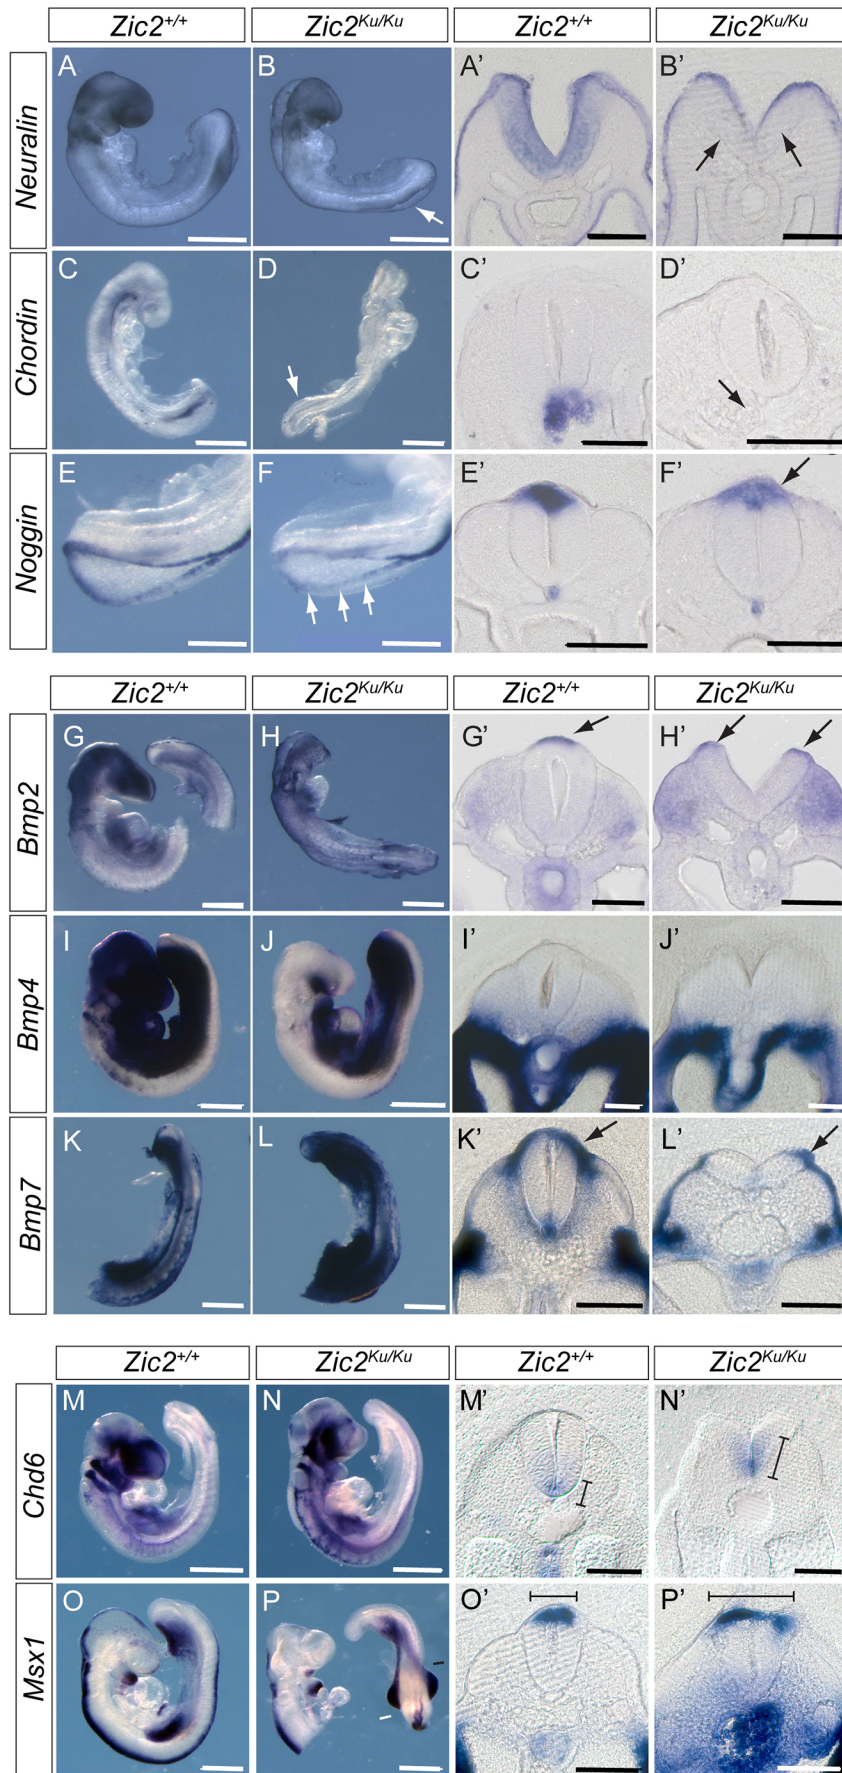 Zic2+/+ Zic2Ku/Ku Zic2+/+ Zic2Ku/Ku
Neuralin
A B A’ B’
Chordin
C D C’ D’
Noggin
E F E’ F’
Zic2+/+ Zic2Ku/Ku Zic2+/+ Zic2Ku/Ku
Bmp2
G H G’ H’
Bmp4
I J I’ J’
Bmp7
K L K’ L’
Zic2+/+ Zic2Ku/Ku Zic2+/+ Zic2Ku/Ku
Chd6
M N M’ N’
Msx1
O P O’ P’